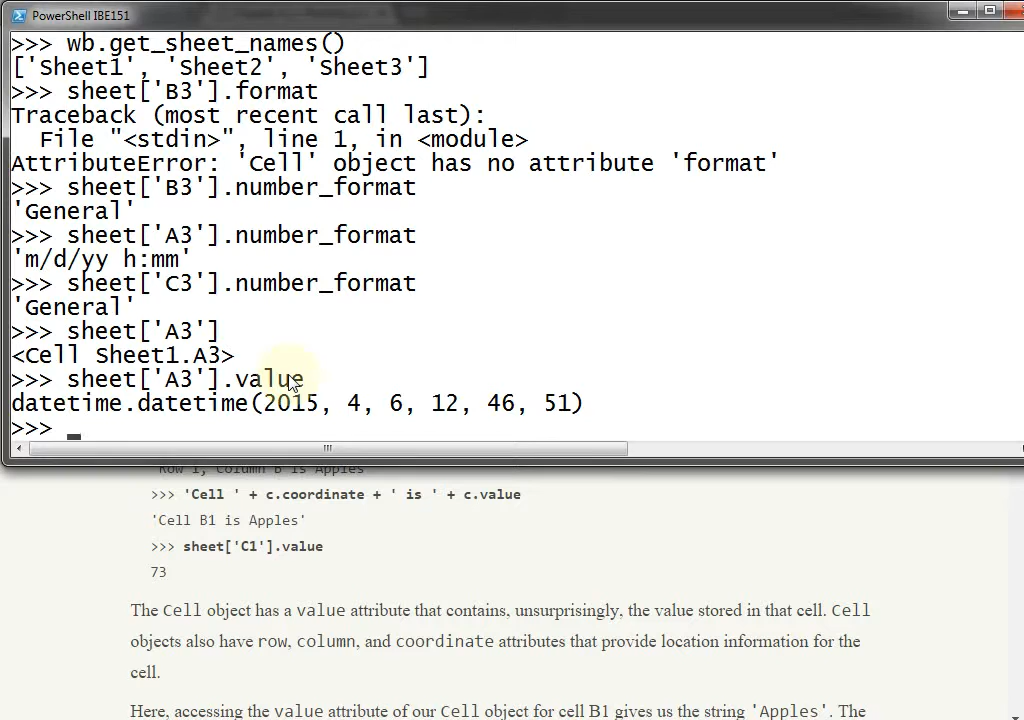 PowerShell IBE151
>>> wb.get_sheet_names()
['Sheet1', 'Sheet2', 'Sheet3']
>>> sheet['B3'].format
Traceback (most recent call last):
  File "<stdin>", line 1, in <module>
AttributeError: 'Cell' object has no attribute 'format'
>>> sheet['B3'].number_format
'General'
>>> sheet['A3'].number_format
'm/d/yy h:mm'
>>> sheet['C3'].number_format
'General'
>>> sheet['A3']
<Cell Sheet1.A3>
>>> sheet['A3'].value
datetime.datetime(2015, 4, 6, 12, 46, 51)
>>>
'Row 1, Column B is Apples'
>>> 'Cell ' + c.coordinate + ' is ' + c.value
'Cell B1 is Apples'
>>> sheet['C1'].value
73
The Cell object has a value attribute that contains, unsurprisingly, the value stored in that cell. Cell
objects also have row, column, and coordinate attributes that provide location information for the
cell.
Here, accessing the value attribute of our Cell object for cell B1 gives us the string 'Apples'. The